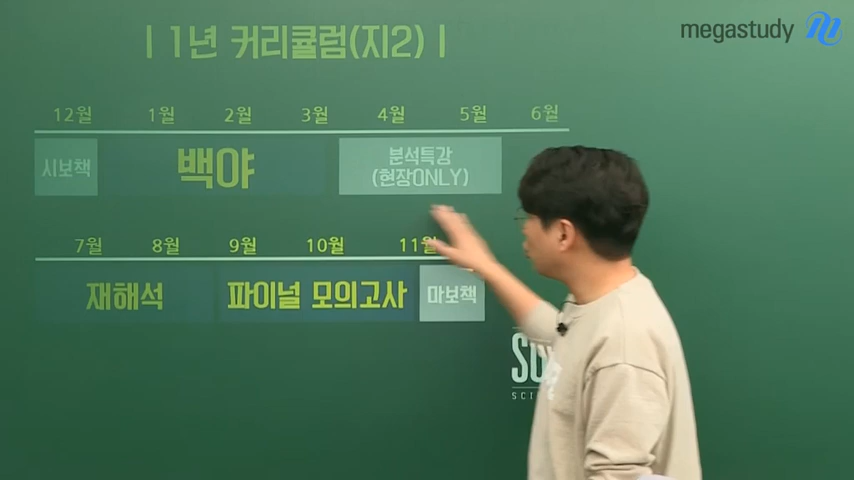 megastudy
| 1년 커리큘럼(지2) |
12월 1월 2월 3월 4월 5월 6월
시보책 백야 분석특강
(현장ONLY)
7월 8월 9월 10월 11월
재해석 파이널 모의고사 마보책